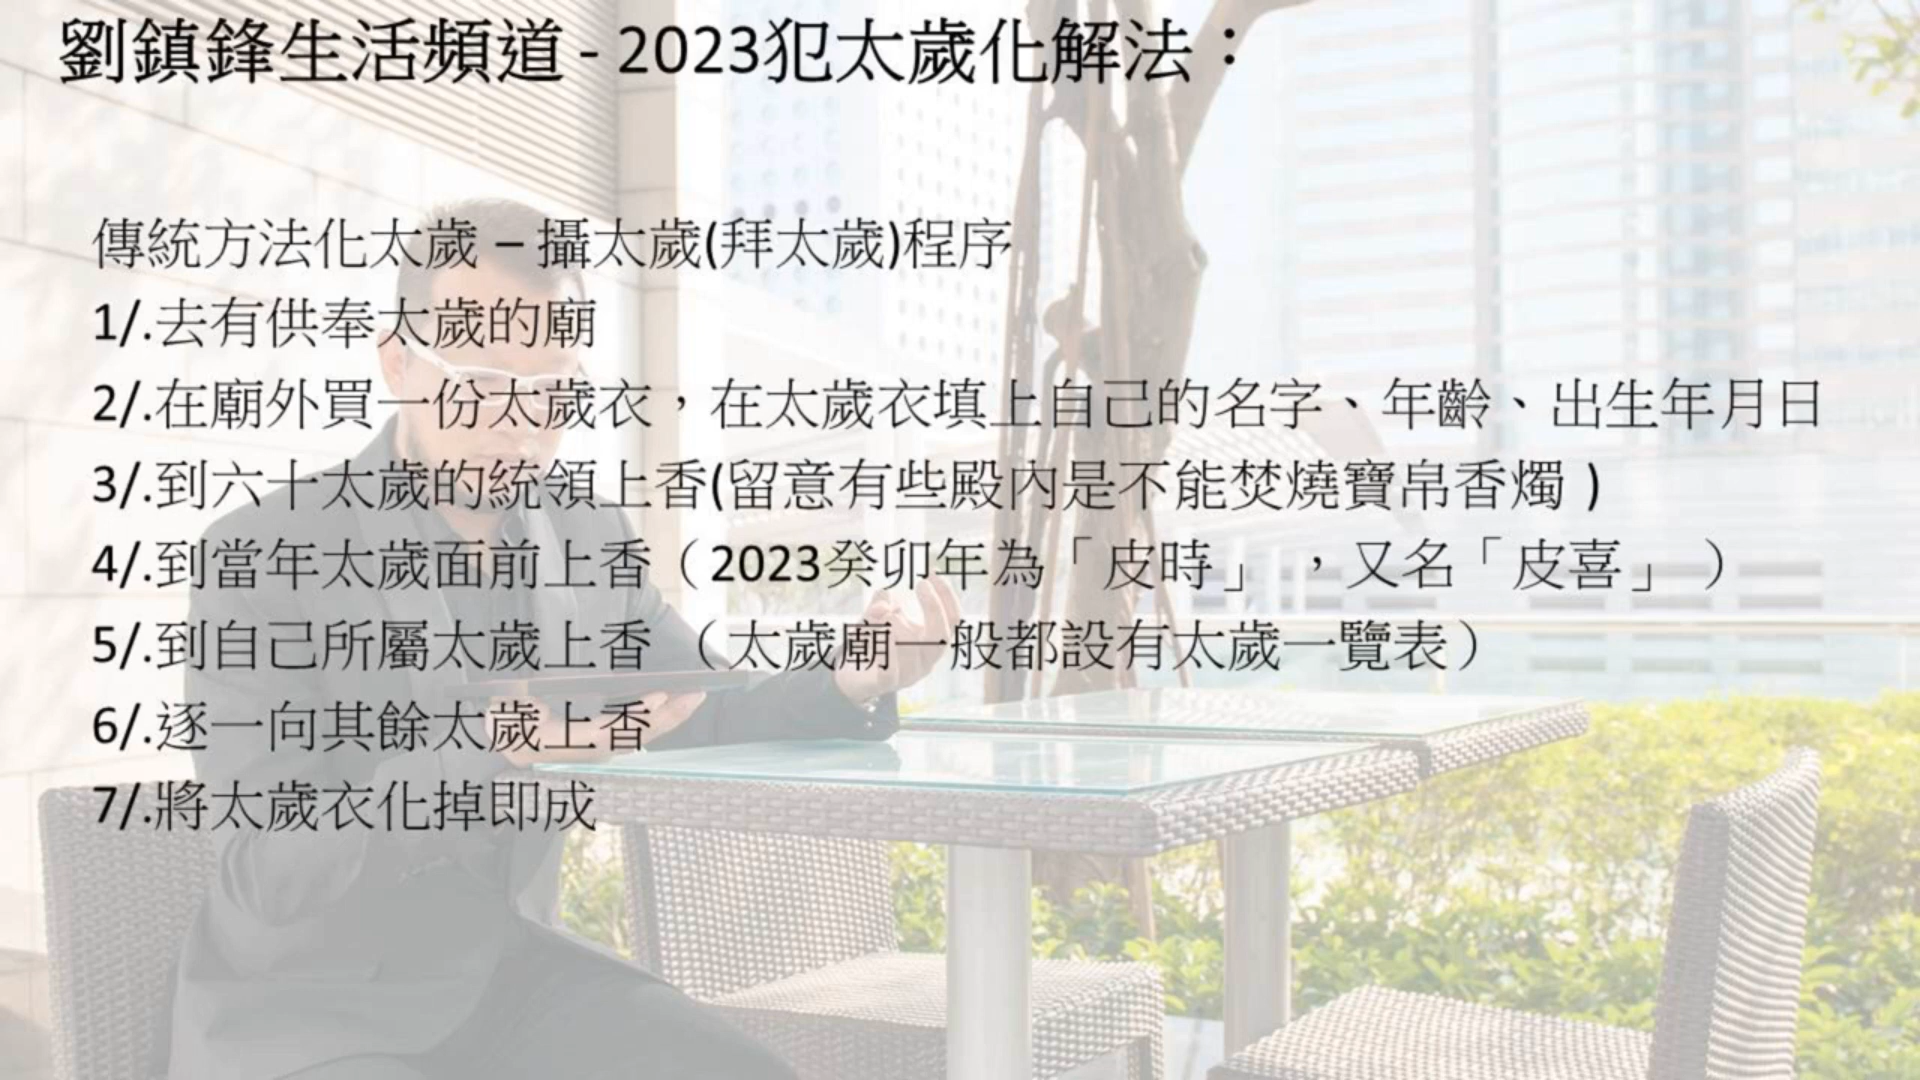 劉鎮鋒生活頻道 - 2023犯太歲化解法：
傳統方法化太歲 – 攝太歲(拜太歲)程序
1/.去有供奉太歲的廟
2/.在廟外買一份太歲衣，在太歲衣填上自己的名字、年齡、出生年月日
3/.到六十太歲的統領上香(留意有些殿內是不能焚燒寶帛香燭 )
4/.到當年太歲面前上香（2023癸卯年為「皮時」，又名「皮喜」）
5/.到自己所屬太歲上香 （太歲廟一般都設有太歲一覽表）
6/.逐一向其餘太歲上香
7/.將太歲衣化掉即成